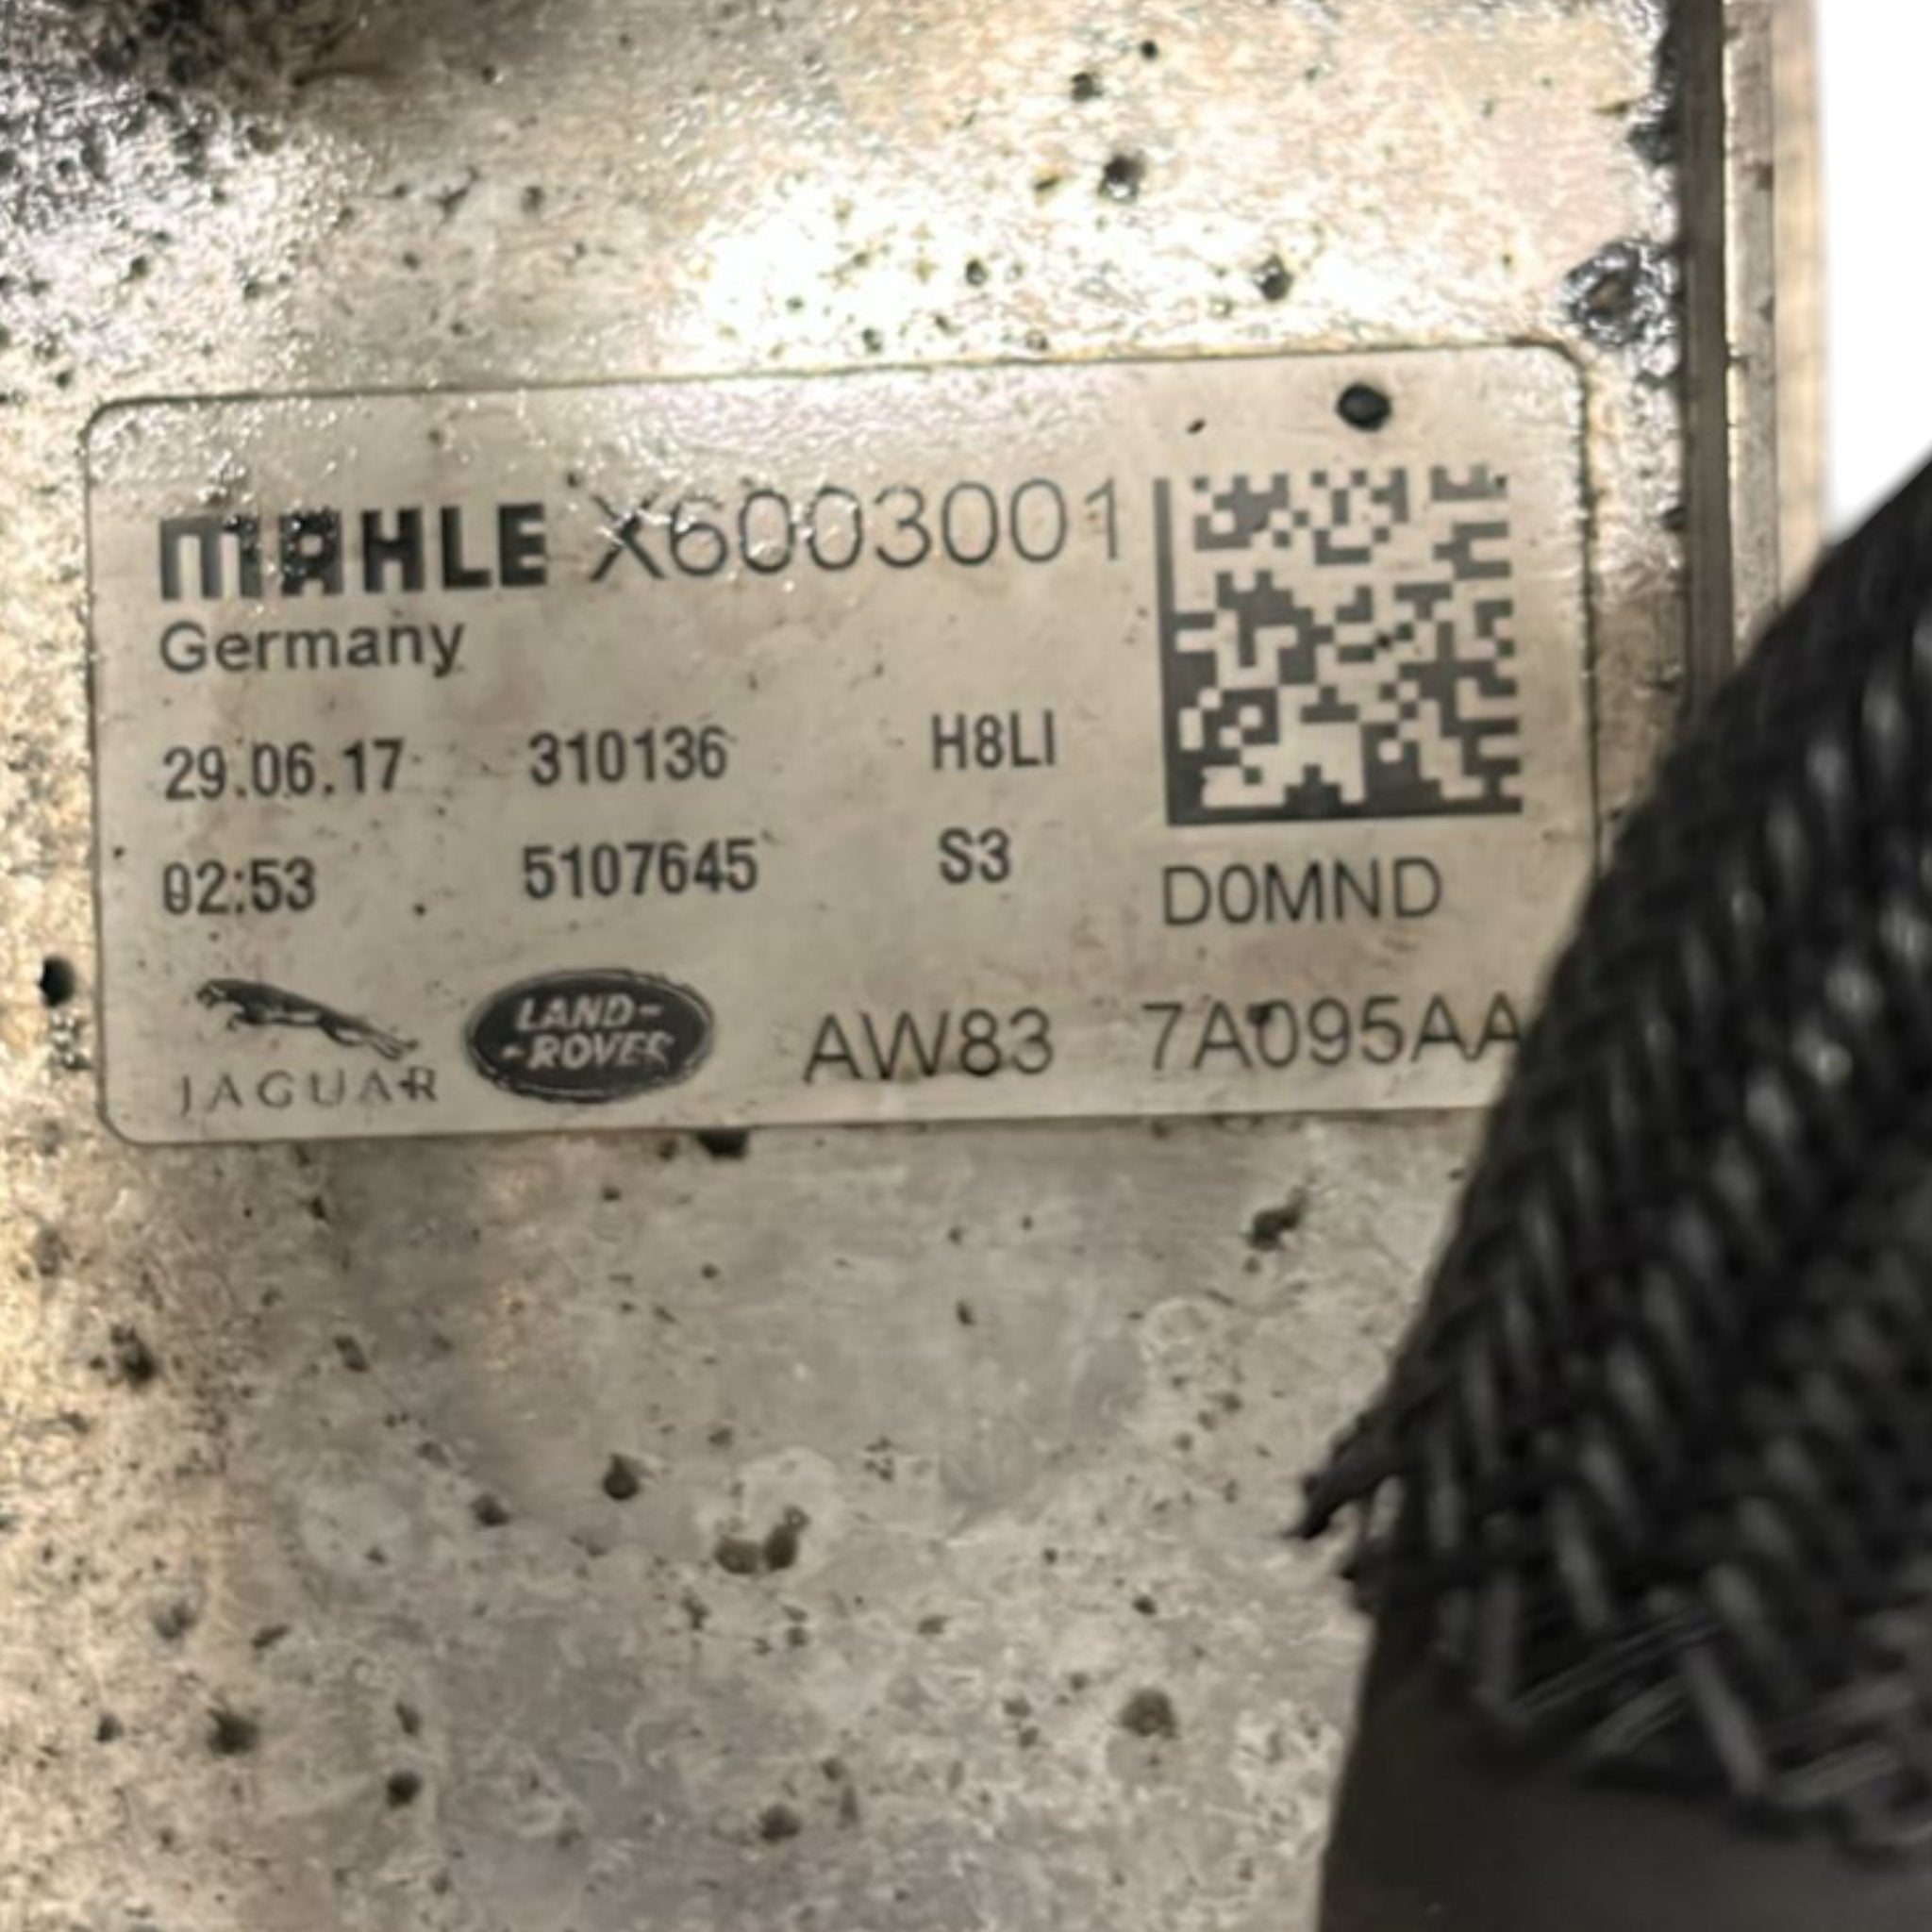 MAHLE X6003001
Germany
29.06.17 310136 H8LI
02:53 5107645 S3 D0MND
JAGUAR LAND-ROVER AW83 7A095AA